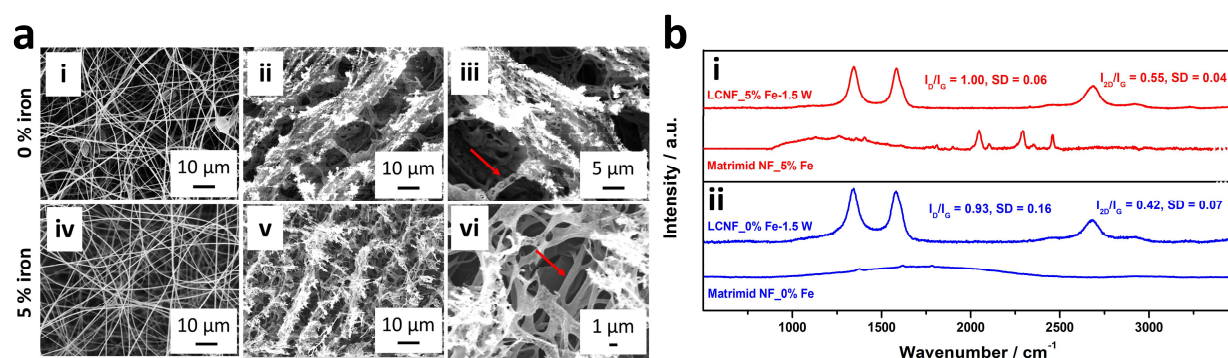 a
0 % iron
i
10 µm
ii
10 µm
iii
5 µm
5 % iron
iv
10 µm
v
10 µm
vi
1 µm
b
Intensity / a.u.
i
LCNF_5% Fe-1.5 W
I_D/I_G = 1.00, SD = 0.06
I_2D/I_G = 0.55, SD = 0.04
Matrimid NF_5% Fe
ii
LCNF_0% Fe-1.5 W
I_D/I_G = 0.93, SD = 0.16
I_2D/I_G = 0.42, SD = 0.07
Matrimid NF_0% Fe
1000 1500 2000 2500 3000
Wavenumber / cm⁻¹